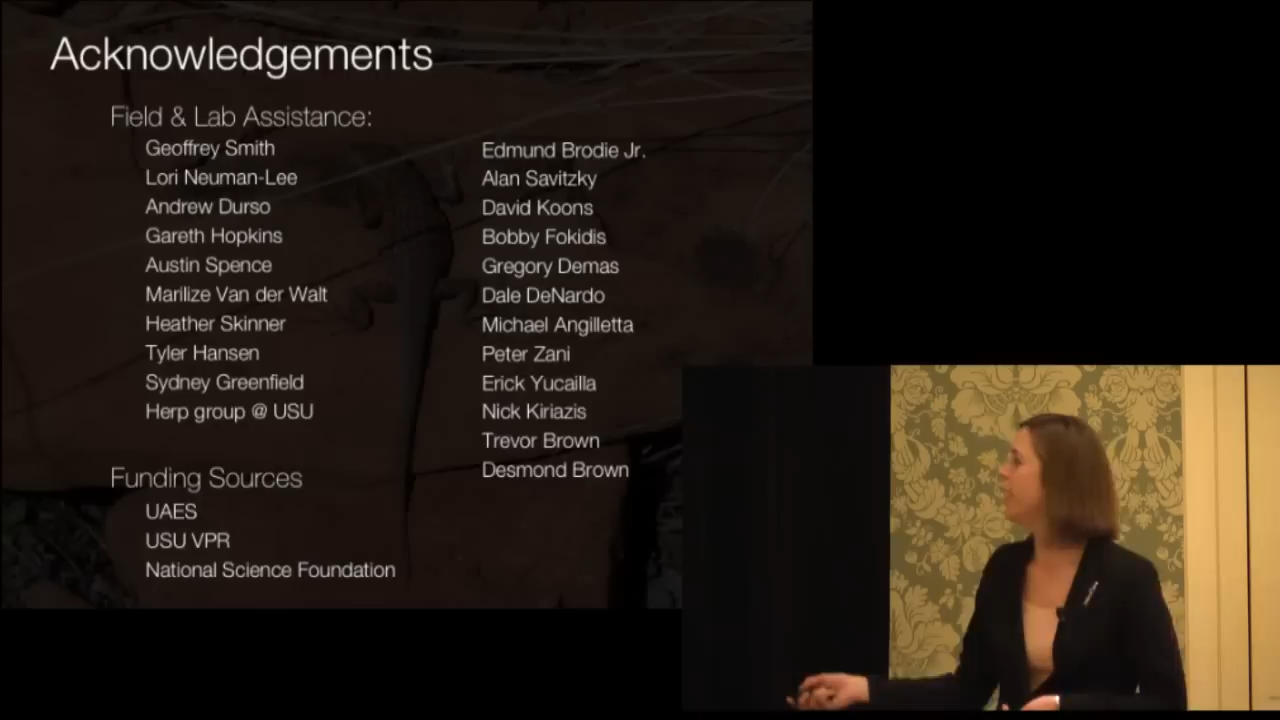 Acknowledgements
Field & Lab Assistance:
Geoffrey Smith
Lori Neuman-Lee
Andrew Durso
Gareth Hopkins
Austin Spence
Marilize Van der Walt
Heather Skinner
Tyler Hansen
Sydney Greenfield
Herp group @ USU
Edmund Brodie Jr.
Alan Savitzky
David Koons
Bobby Fokidis
Gregory Demas
Dale DeNardo
Michael Angilletta
Peter Zani
Erick Yucailla
Nick Kiriazis
Trevor Brown
Desmond Brown
Funding Sources
UAES
USU VPR
National Science Foundation